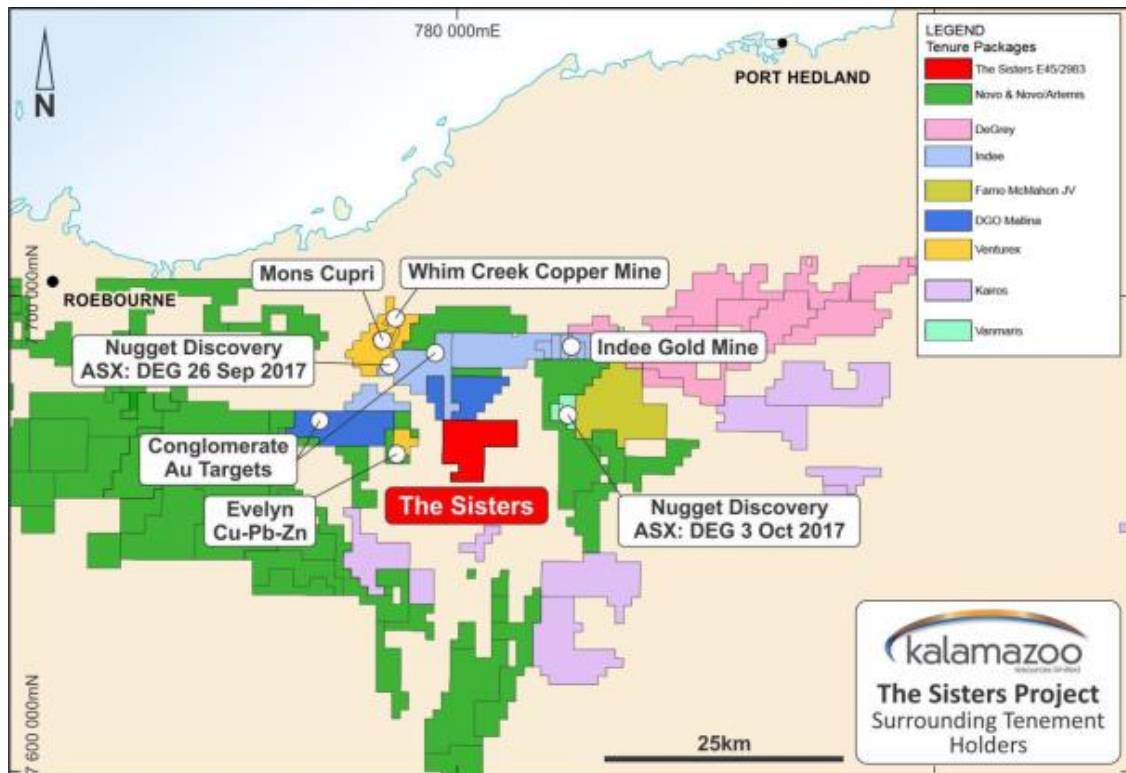 780 000mE
N
PORT HEDLAND
LEGEND
Tenure Packages
The Sisters E45/2983
Novo & Novo/Artemis
DeGrey
Indee
Farno McMahon JV
DGO Mallina
Venturex
Kairos
Vanmaris
7 700 000mN
ROEBOURNE
Mons Cupri
Whim Creek Copper Mine
Nugget Discovery
ASX: DEG 26 Sep 2017
Indee Gold Mine
Conglomerate
Au Targets
Evelyn
Cu-Pb-Zn
The Sisters
Nugget Discovery
ASX: DEG 3 Oct 2017
7 600 000mN
25km
kalamazoo
resources limited
The Sisters Project
Surrounding Tenement
Holders